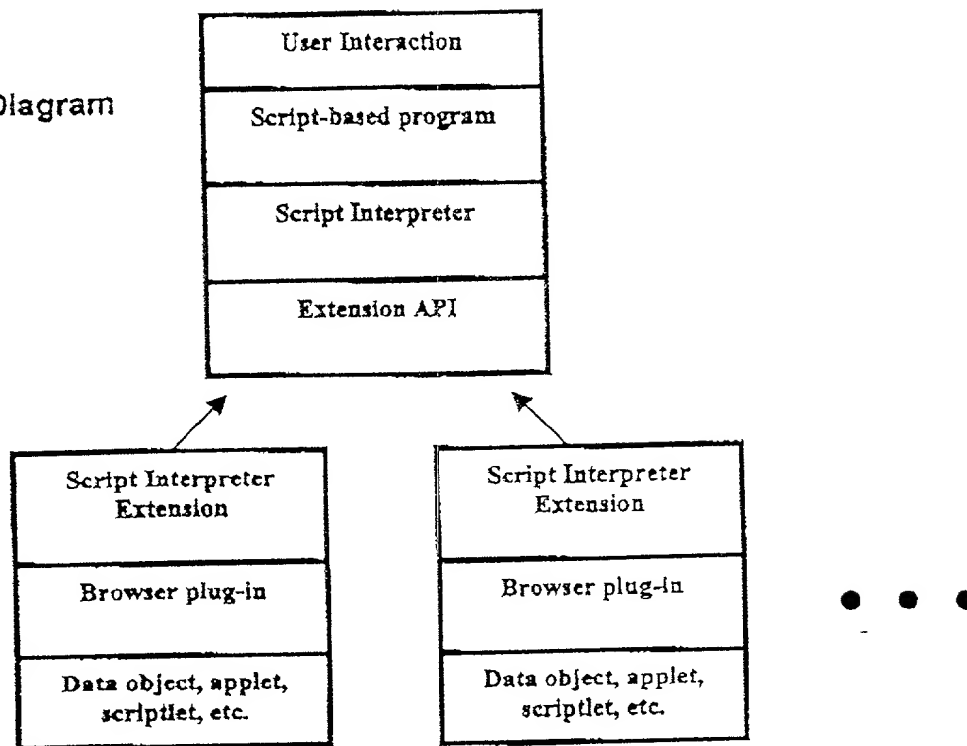 User Interaction
Diagram
Script-based program
Script Interpreter
Extension API
Script Interpreter
Extension
Browser plug-in
Data object, applet,
scriptlet, etc.
Script Interpreter
Extension
Browser plug-in
Data object, applet,
scriptlet, etc.